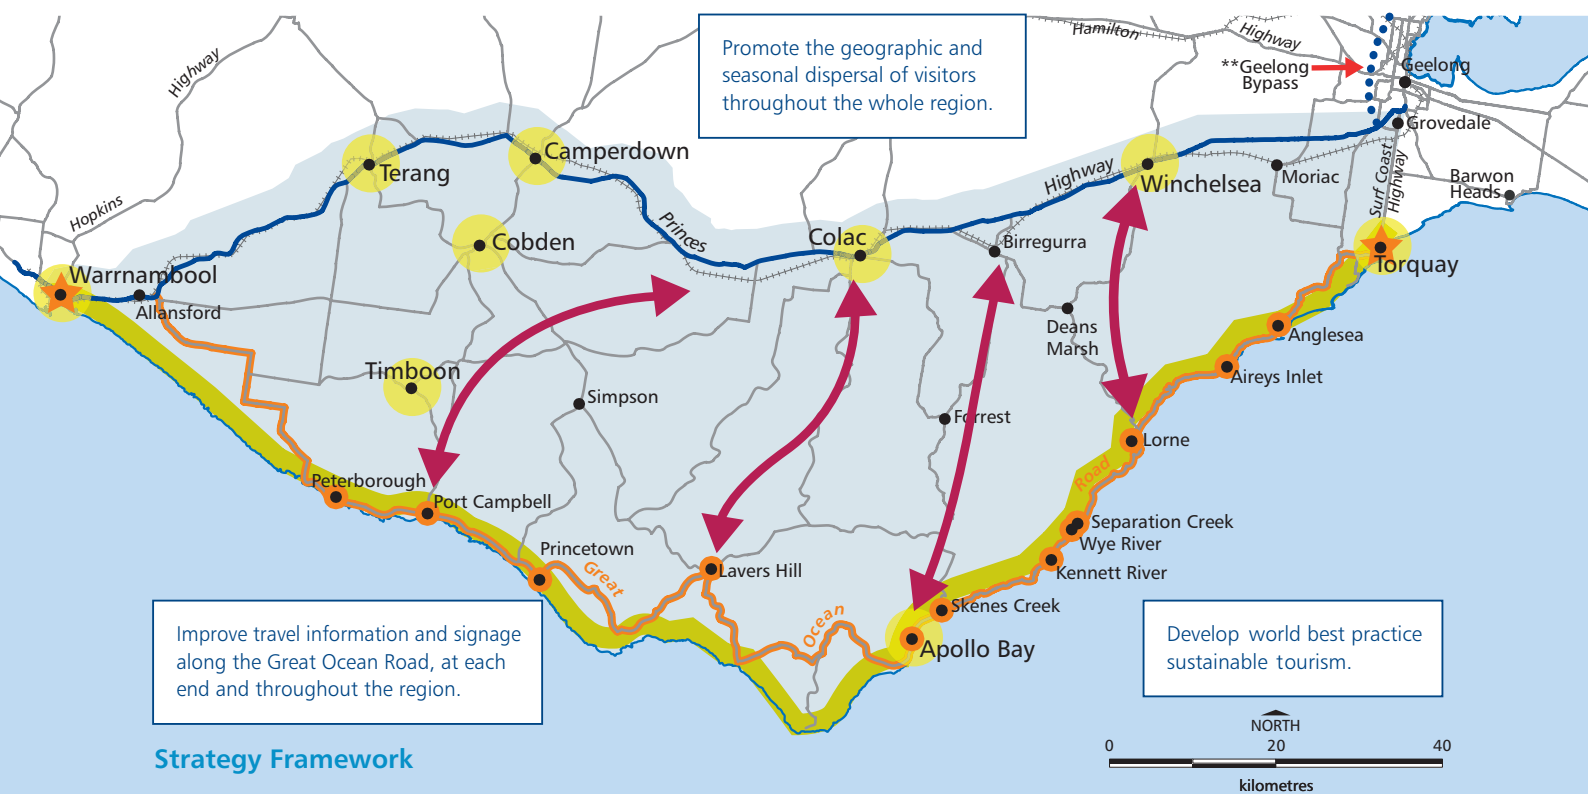 Promote the geographic and
seasonal dispersal of visitors
throughout the whole region.
Hamilton
Highway
**Geelong
Bypass
Geelong
Grovedale
Highway
Terang
Camperdown
Highway
Winchelsea
Moriac
Surf Coast
Highway
Barwon
Heads
Hopkins
Cobden
Princes
Colac
Birregurra
Torquay
Warrnambool
Allansford
Deans
Marsh
Anglesea
Timboon
Simpson
Aireys Inlet
Forrest
Lorne
Peterborough
Port Campbell
Road
Separation Creek
Wye River
Princetown
Great
Lavers Hill
Kennett River
Skenes Creek
Ocean
Apollo Bay
Improve travel information and signage
along the Great Ocean Road, at each
end and throughout the region.
Develop world best practice
sustainable tourism.
Strategy Framework
NORTH
0 20 40
kilometres